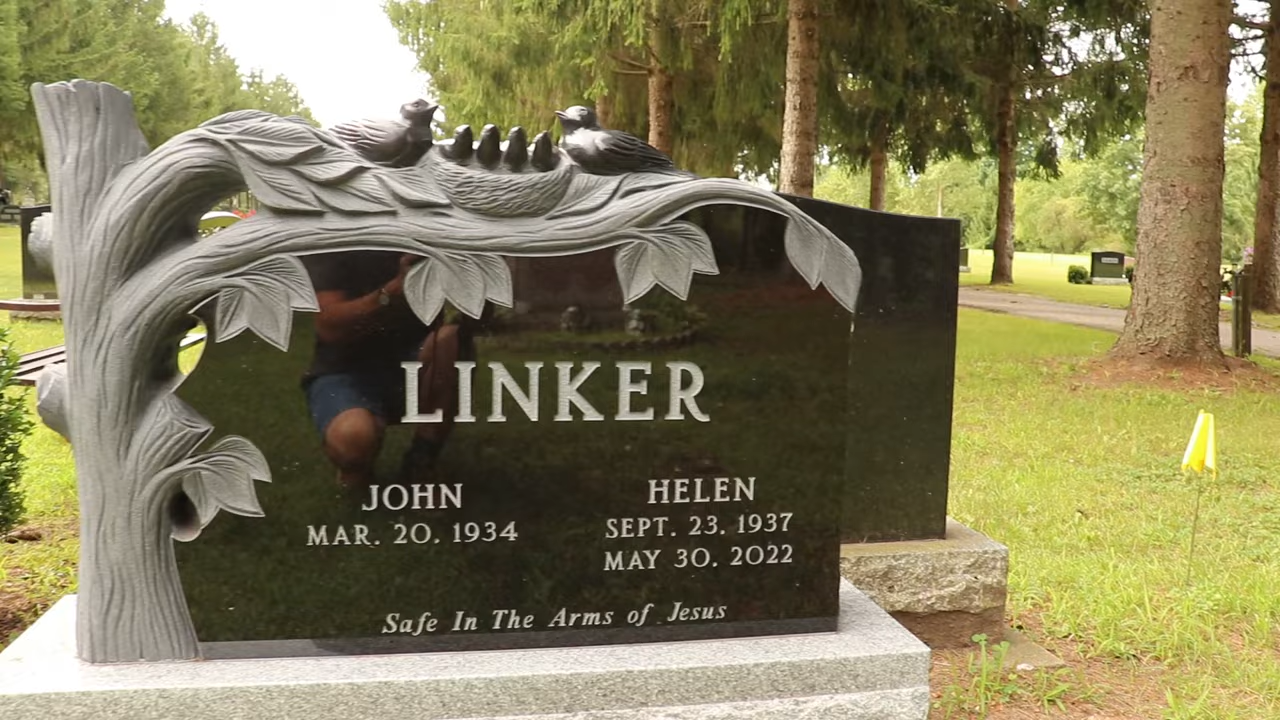 LINKER
JOHN
MAR. 20. 1934
HELEN
SEPT. 23. 1937
MAY 30. 2022
Safe In The Arms of Jesus